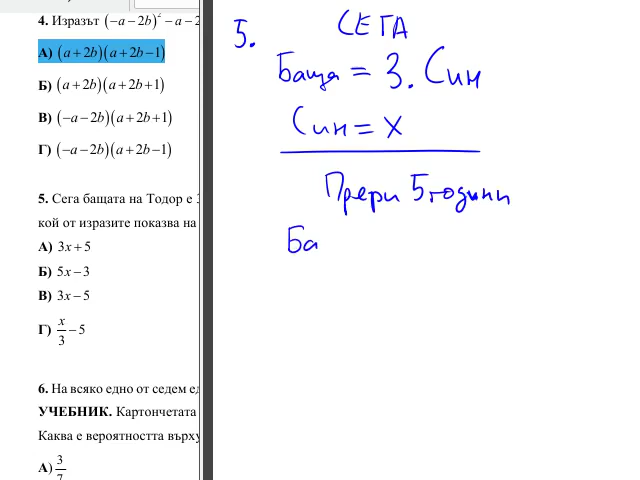 4. Изразът (−a−2b)² − a − 2
А) (a+2b)(a+2b−1)
Б) (a+2b)(a+2b+1)
В) (−a−2b)(a+2b+1)
Г) (−a−2b)(a+2b−1)
5. Сега бащата на Тодор е 3
кой от изразите показва на
А) 3x+5
Б) 5x−3
В) 3x−5
Г) x/3 −5
6. На всяко едно от седем ед
УЧЕБНИК. Картончетата
Каква е вероятността върху
А) 3/7
5. СЕГА
Баща = 3. Син
Син = x
Прери 5 години
Ба